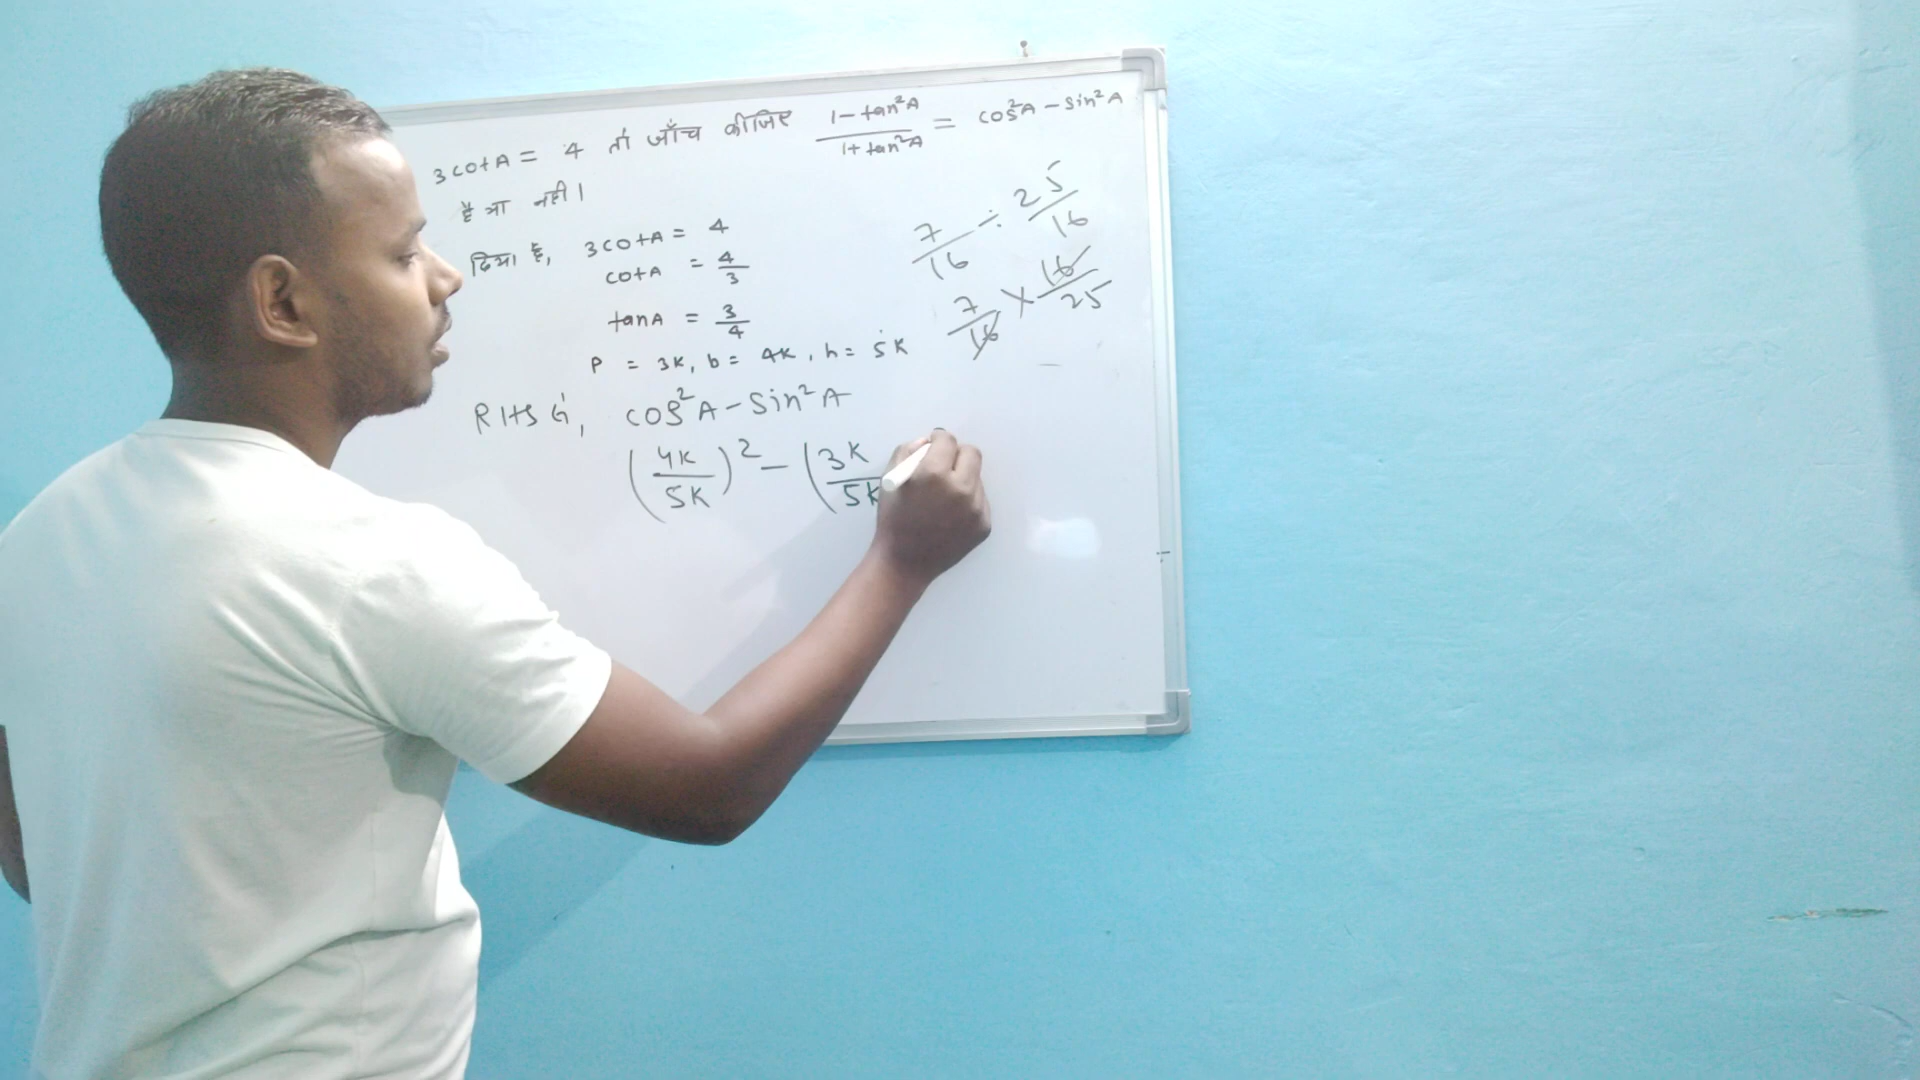 3cotA = 4 तो जाँच कीजिए (1 - tan²A)/(1 + tan²A) = cos²A - sin²A
है या नहीं।
दिया है, 3cotA = 4
cotA = 4/3
tanA = 3/4
P = 3K, b = 4K, h = 5K
RHS में, cos²A - Sin²A
(4K/5K)² - (3K/5K
7/16 ÷ 25/16
7/16 × 16/25